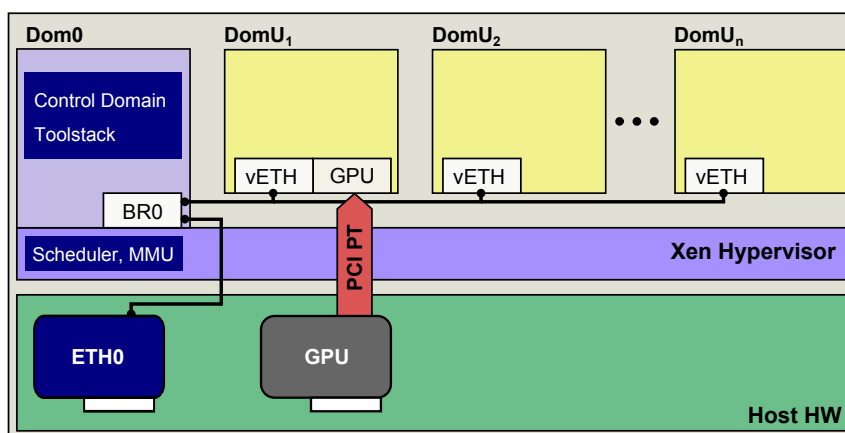 Dom0
DomU1
DomU2
DomUn
Control Domain
Toolstack
vETH
GPU
vETH
vETH
BR0
Scheduler, MMU
PCI PT
Xen Hypervisor
ETH0
GPU
Host HW